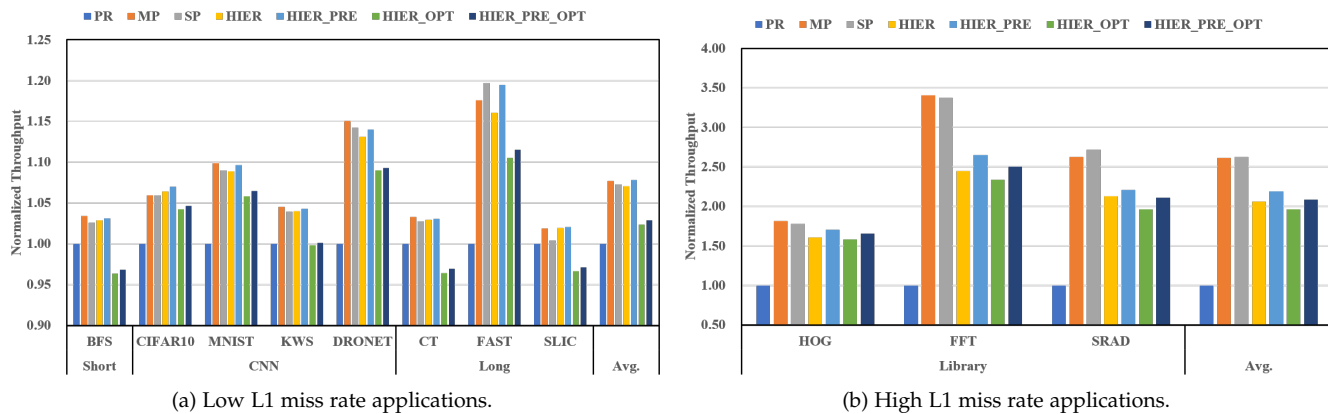 PR MP SP HIER HIER_PRE HIER_OPT HIER_PRE_OPT
1.25
1.20
1.15
1.10
1.05
1.00
0.95
0.90
Normalized Throughput
BFS CIFAR10 MNIST KWS DRONET CT FAST SLIC
Short CNN Long Avg.
(a) Low L1 miss rate applications.
PR MP SP HIER HIER_PRE HIER_OPT HIER_PRE_OPT
4.00
3.50
3.00
2.50
2.00
1.50
1.00
0.50
Normalized Throughput
HOG FFT SRAD
Library Avg.
(b) High L1 miss rate applications.